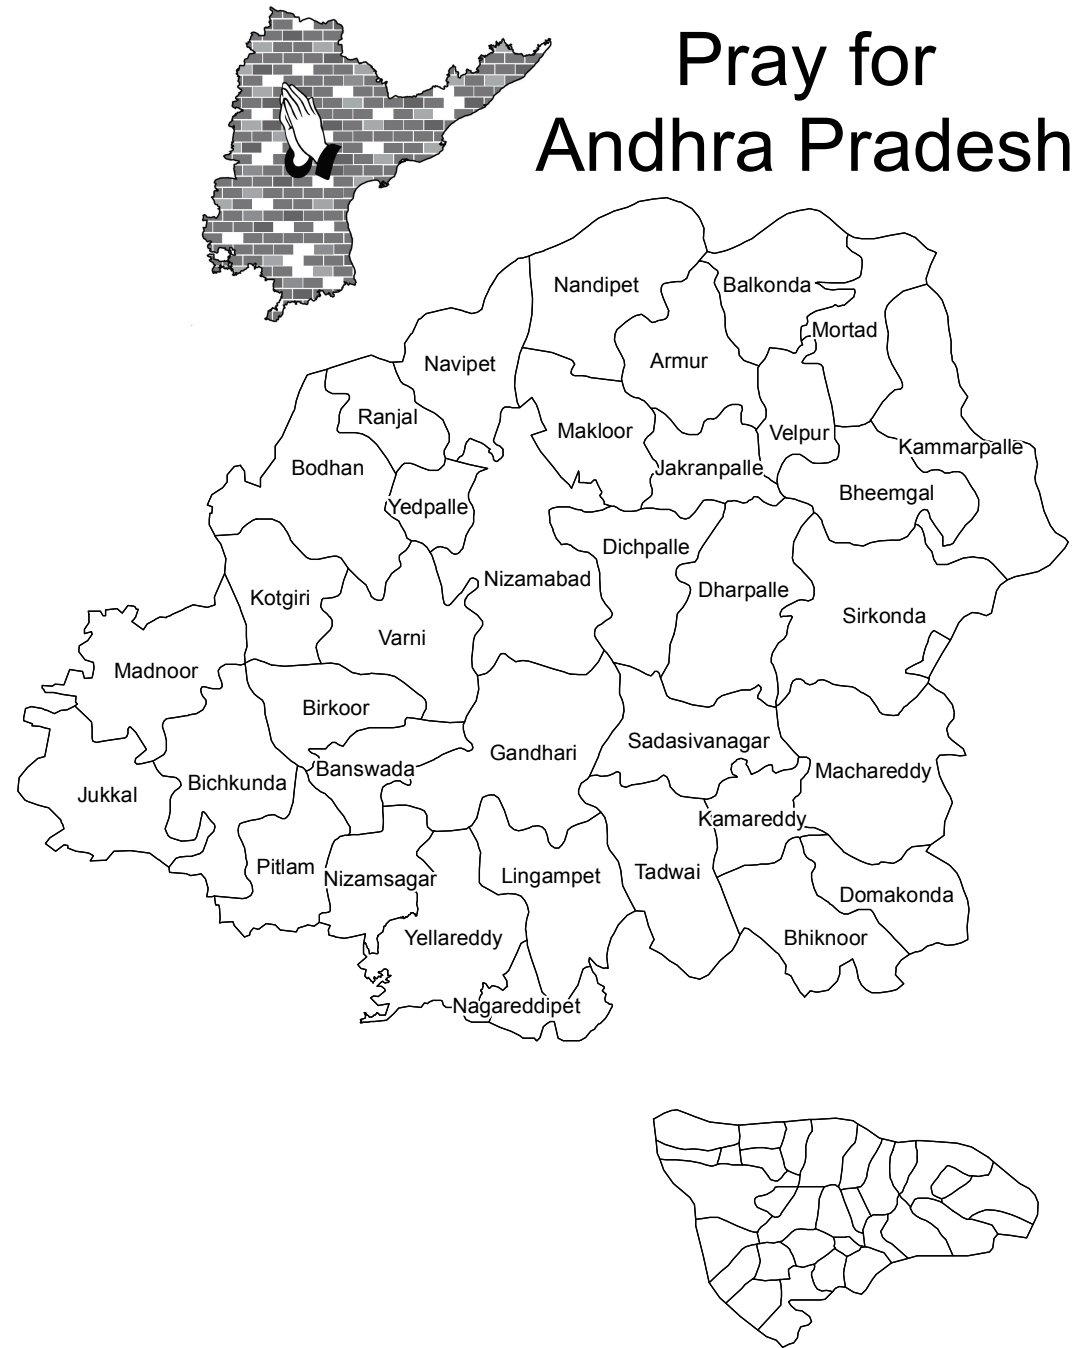 Pray for
Andhra Pradesh
Nandipet
Balkonda
Mortad
Navipet
Armur
Ranjal
Makloor
Velpur
Kammarpalle
Bodhan
Jakranpalle
Bheemgal
Yedpalle
Dichpalle
Nizamabad
Dharpalle
Kotgiri
Sirkonda
Varni
Madnoor
Birkoor
Sadasivanagar
Gandhari
Banswada
Machareddy
Bichkunda
Jukkal
Kamareddy
Pitlam
Nizamsagar
Lingampet
Tadwai
Domakonda
Yellareddy
Bhiknoor
Nagareddipet